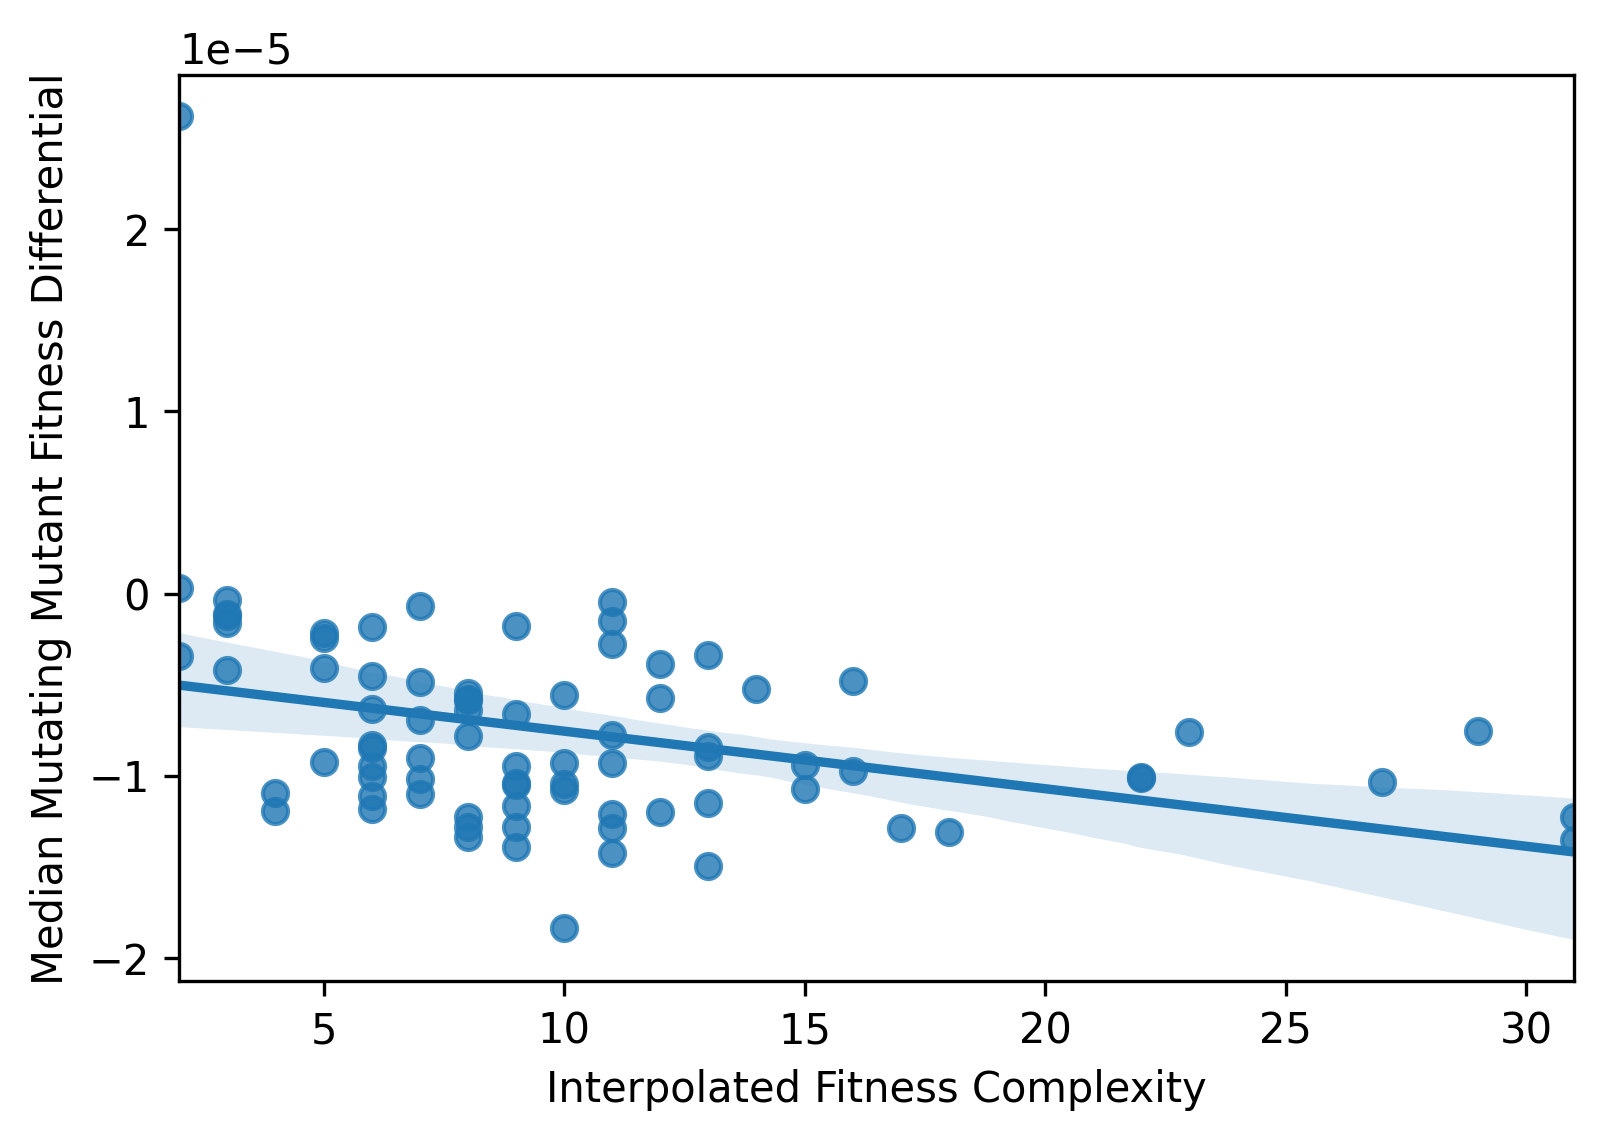 1e−5
Median Mutating Mutant Fitness Differential
2
1
0
−1
−2
5 10 15 20 25 30
Interpolated Fitness Complexity